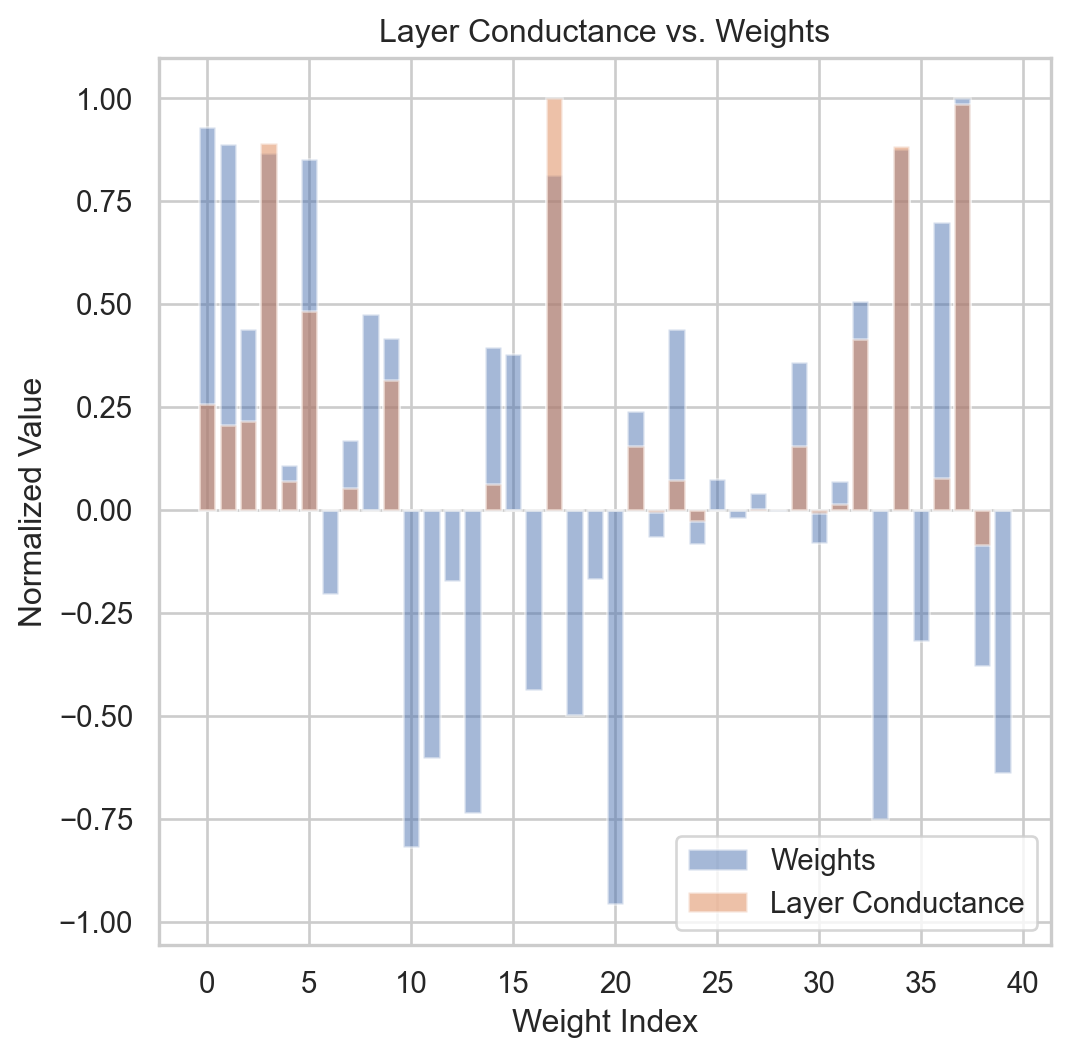 Layer Conductance vs. Weights
1.00
0.75
0.50
0.25
0.00
−0.25
−0.50
−0.75
−1.00
Normalized Value
Weights
Layer Conductance
0 5 10 15 20 25 30 35 40
Weight Index